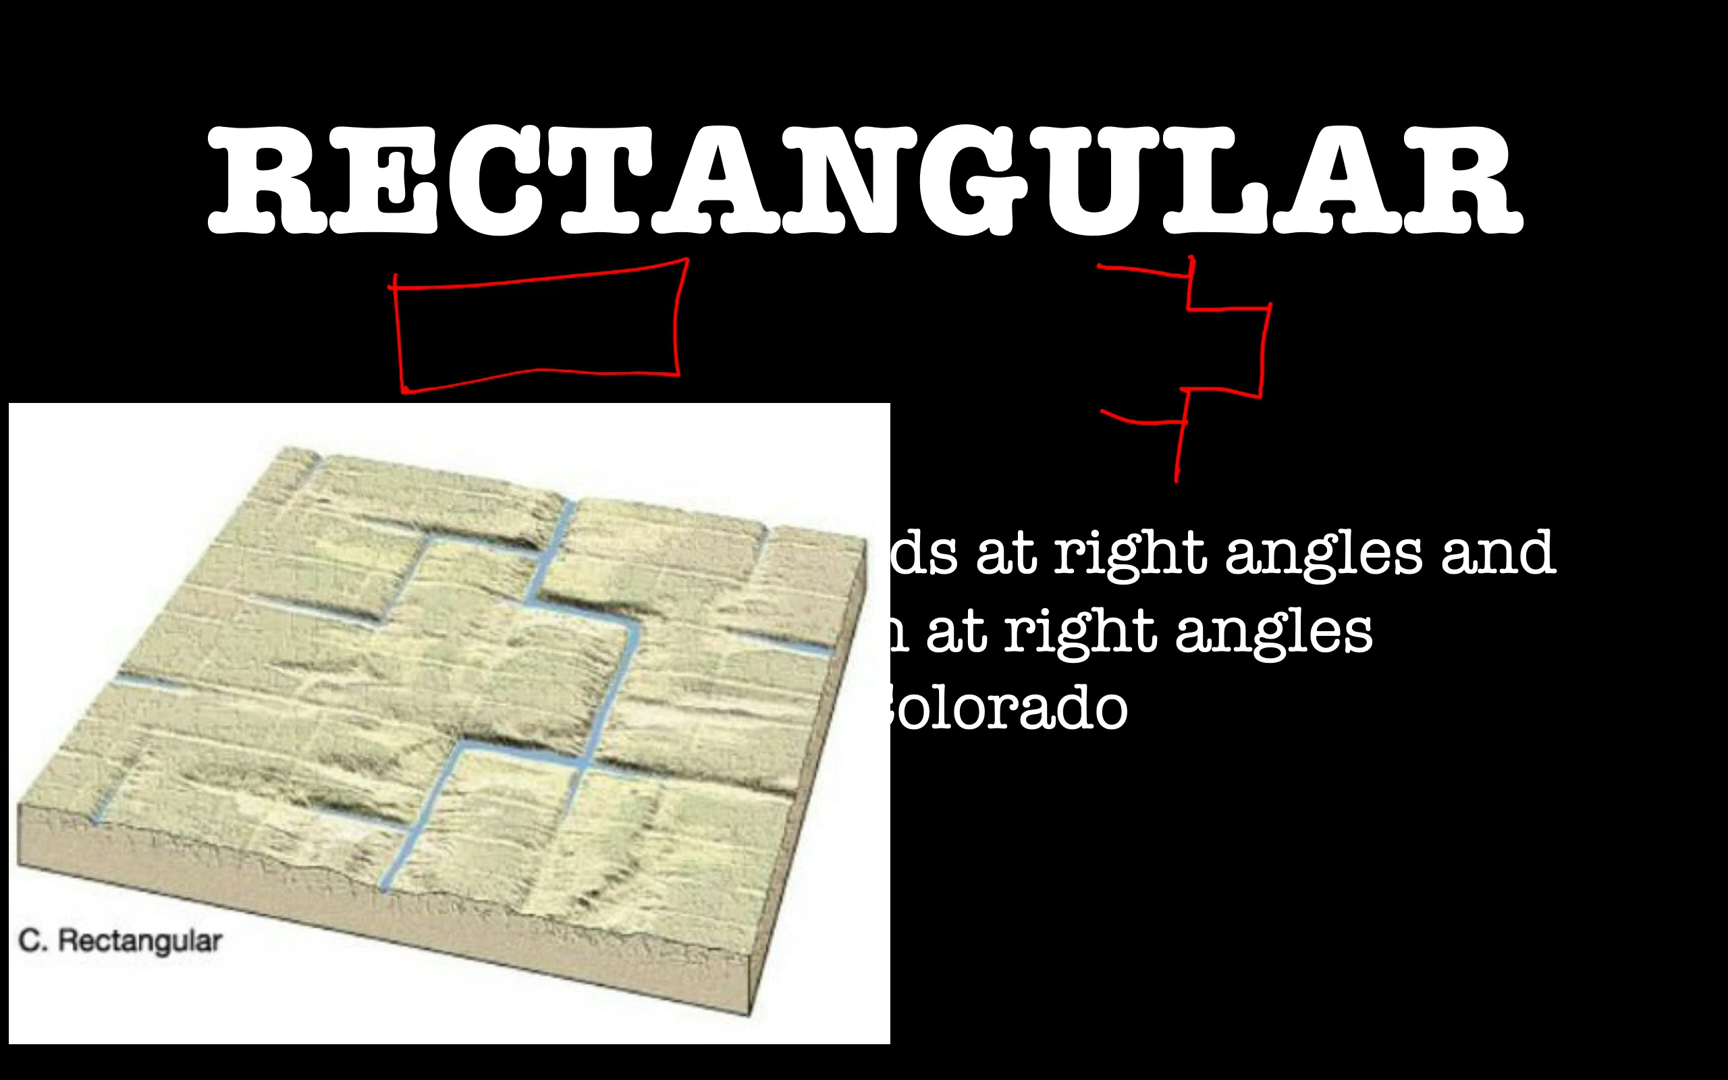 RECTANGULAR
ds at right angles and
at right angles
olorado
C. Rectangular